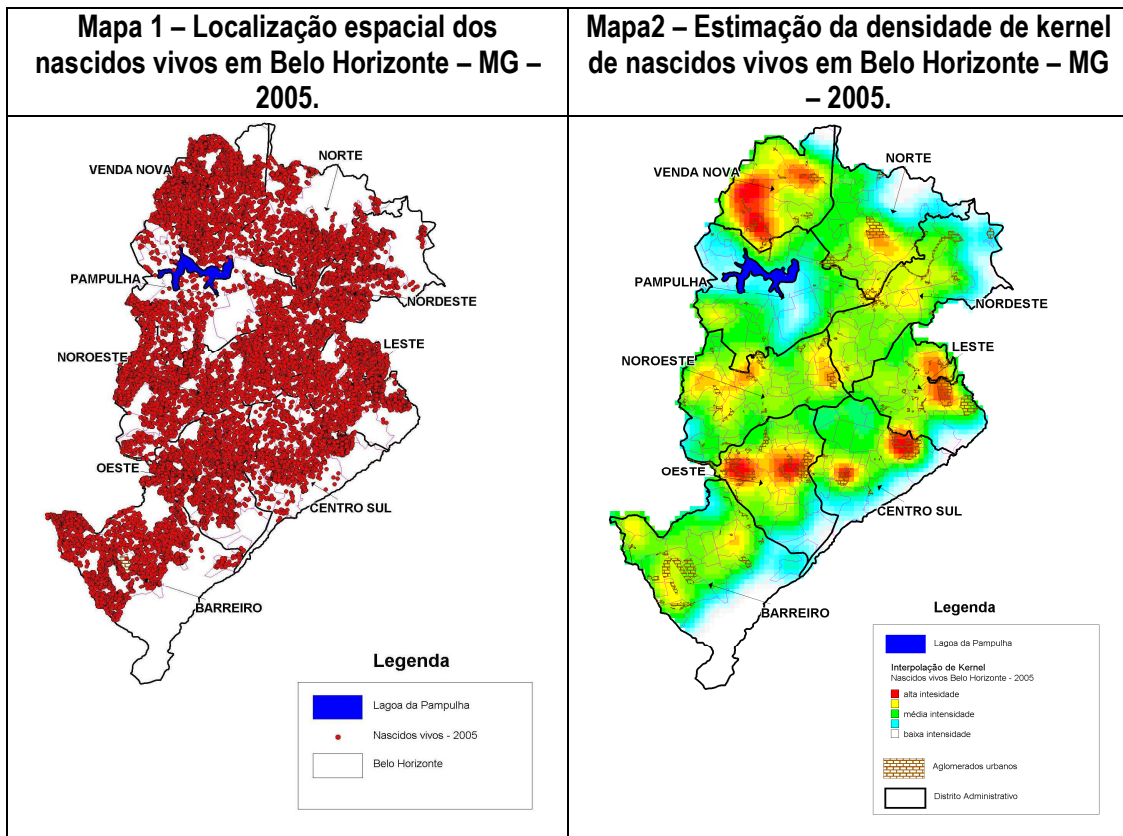 Mapa 1 – Localização espacial dos
nascidos vivos em Belo Horizonte – MG –
2005.
VENDA NOVA
NORTE
PAMPULHA
NORDESTE
NOROESTE
LESTE
OESTE
CENTRO SUL
BARREIRO
Legenda
Lagoa da Pampulha
Nascidos vivos - 2005
Belo Horizonte
Mapa2 – Estimação da densidade de kernel
de nascidos vivos em Belo Horizonte – MG
– 2005.
NORTE
VENDA NOVA
PAMPULHA
NORDESTE
LESTE
NOROESTE
OESTE
CENTRO SUL
BARREIRO
Legenda
Lagoa da Pampulha
Interpolação de Kernel
Nascidos vivos Belo Horizonte - 2005
alta intesidade
média intensidade
baixa intensidade
Aglomerados urbanos
Distrito Administrativo